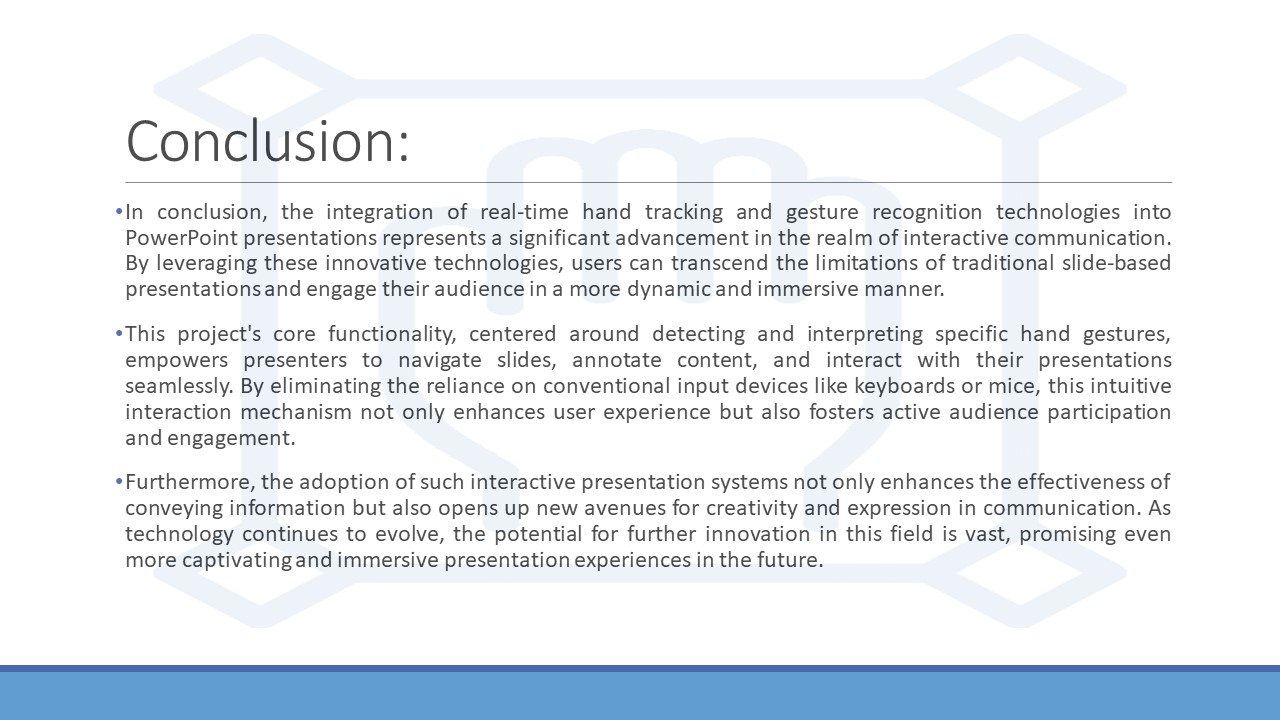 Conclusion:
•In conclusion, the integration of real-time hand tracking and gesture recognition technologies into
PowerPoint presentations represents a significant advancement in the realm of interactive communication.
By leveraging these innovative technologies, users can transcend the limitations of traditional slide-based
presentations and engage their audience in a more dynamic and immersive manner.
•This project's core functionality, centered around detecting and interpreting specific hand gestures,
empowers presenters to navigate slides, annotate content, and interact with their presentations
seamlessly. By eliminating the reliance on conventional input devices like keyboards or mice, this intuitive
interaction mechanism not only enhances user experience but also fosters active audience participation
and engagement.
•Furthermore, the adoption of such interactive presentation systems not only enhances the effectiveness of
conveying information but also opens up new avenues for creativity and expression in communication. As
technology continues to evolve, the potential for further innovation in this field is vast, promising even
more captivating and immersive presentation experiences in the future.